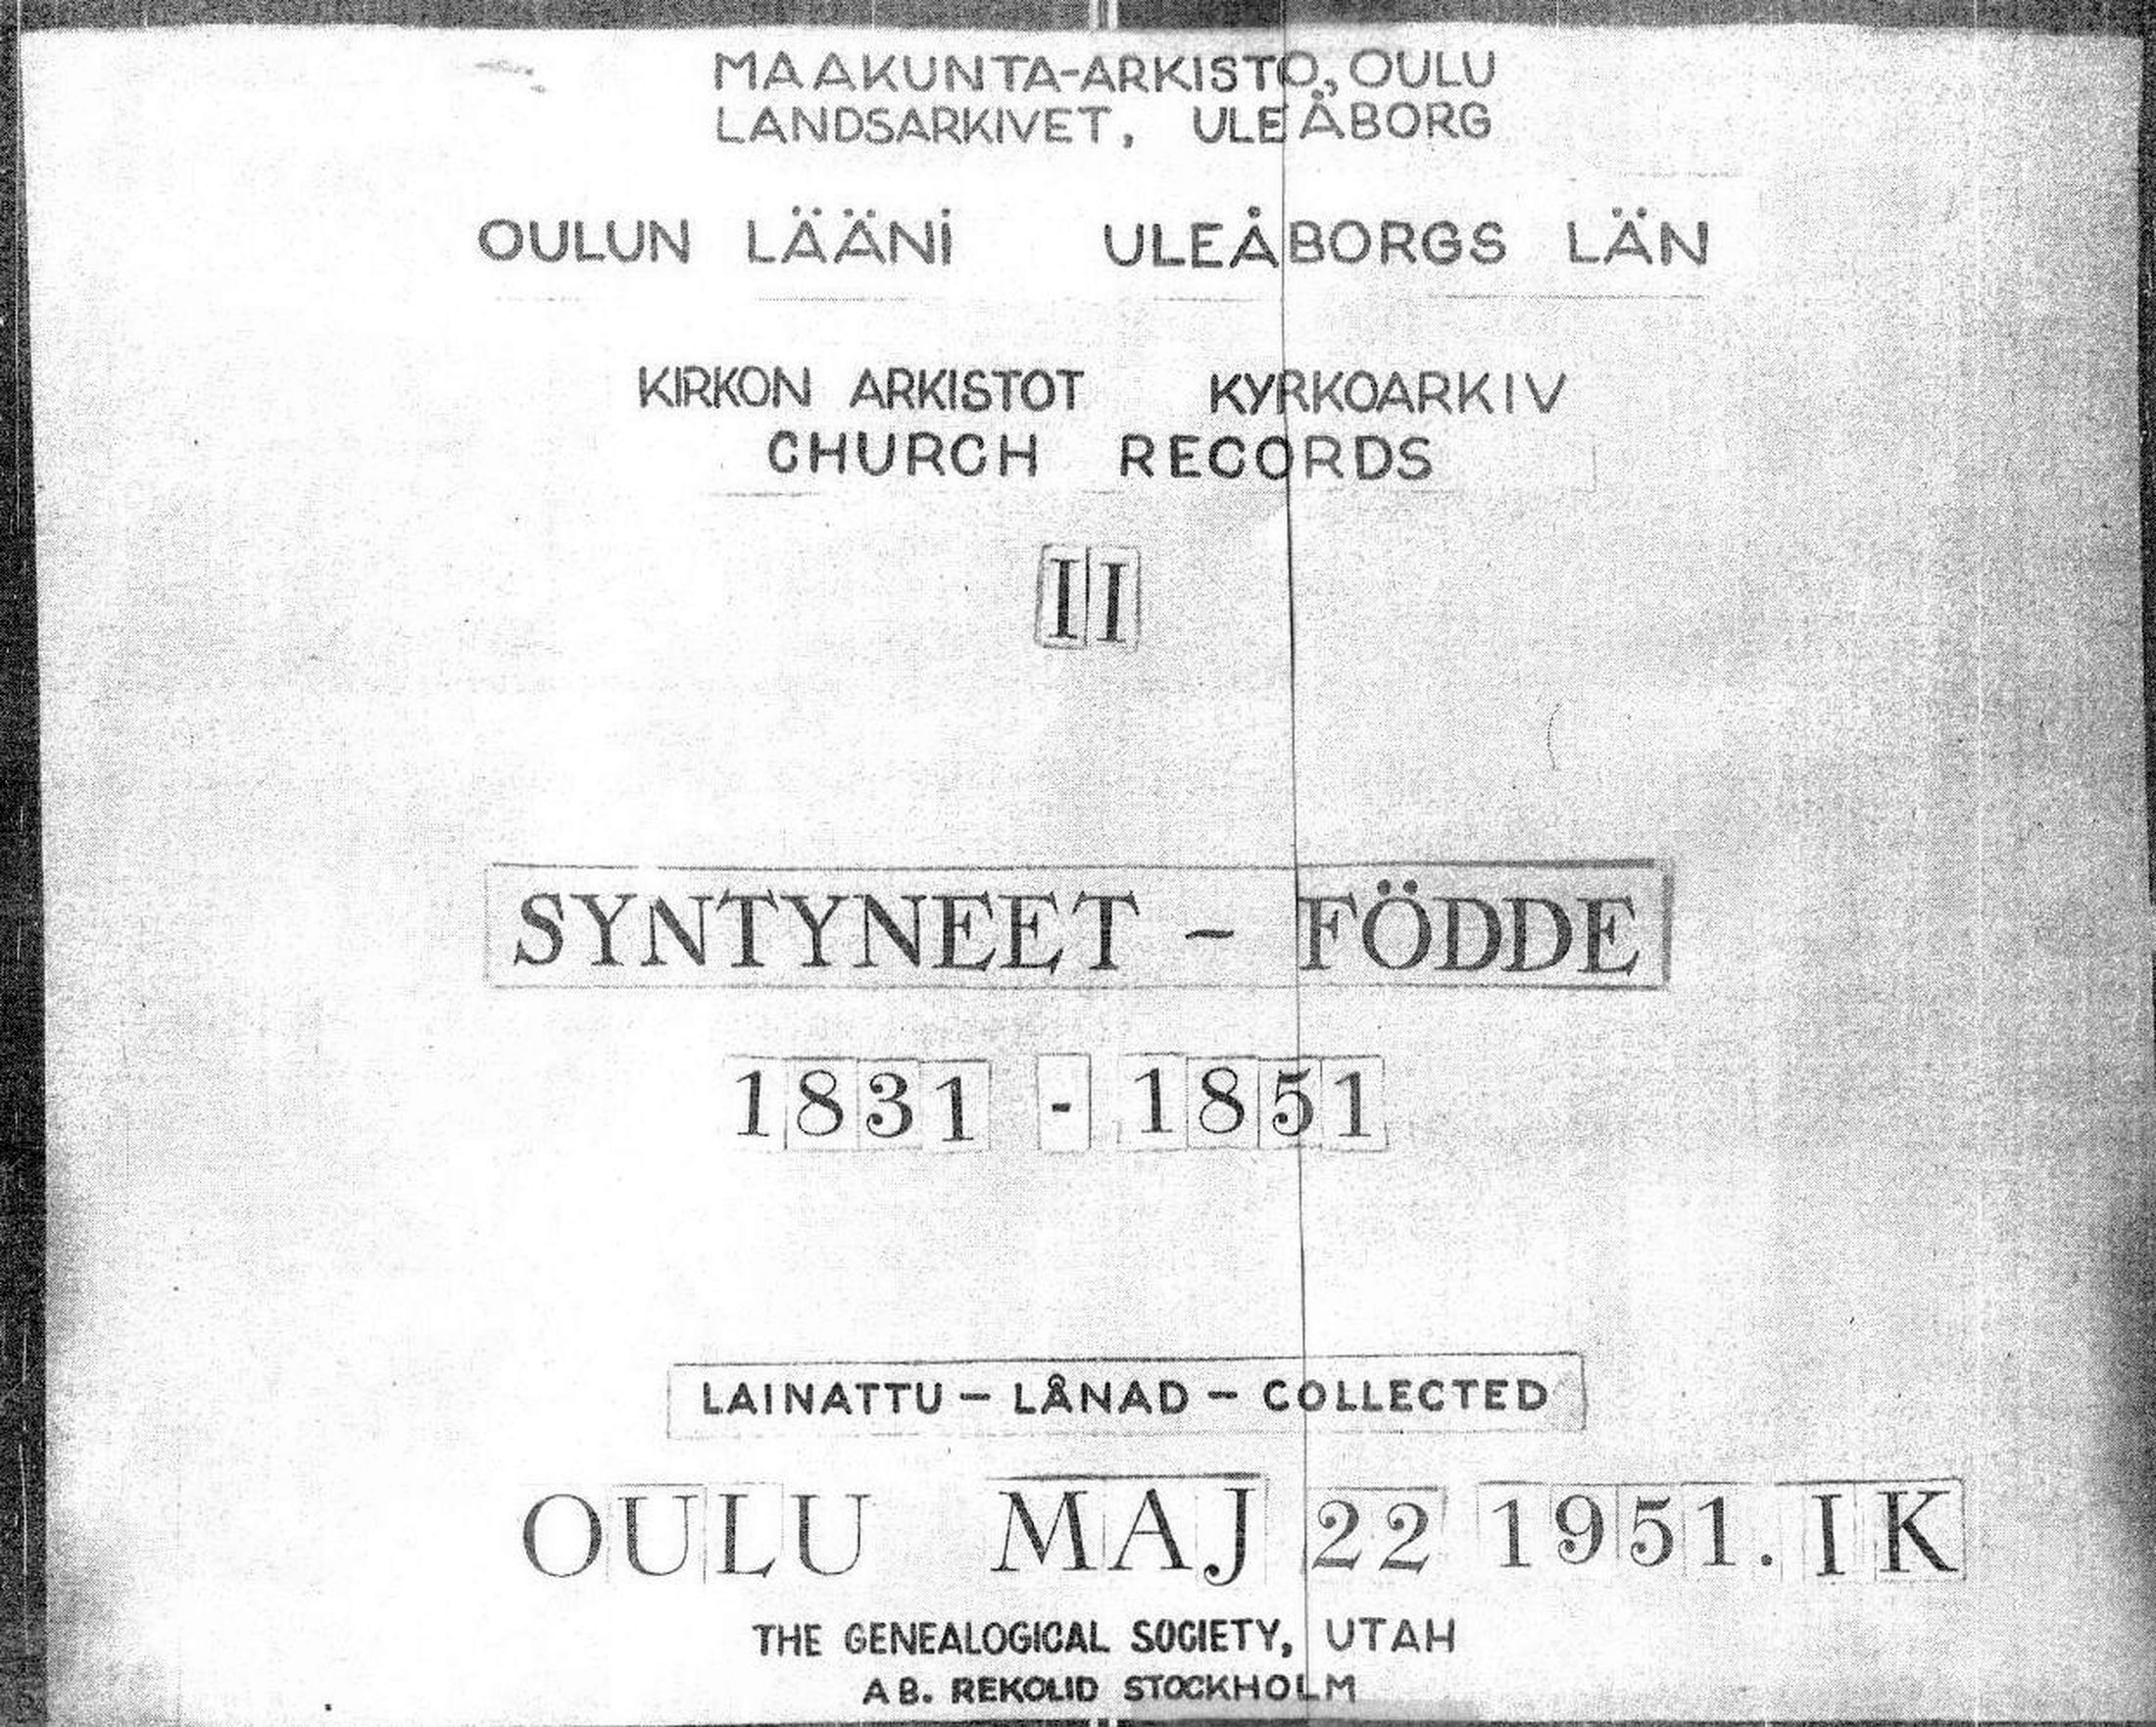 MAAKUNTA-ARKISTO, OULU
LANDSARKIVET, ULEÅBORG
OULUN LÄÄNI ULEÅBORGS LÄN
KIRKON ARKISTOT KYRKOARKIV
CHURCH RECORDS
II
SYNTYNEET - FÖDDE
1831 - 1851
LAINATTU - LÅNAD - COLLECTED
OULU MAJ 22 1951. IK
THE GENEALOGICAL SOCIETY, UTAH
AB. REKOLID STOCKHOLM